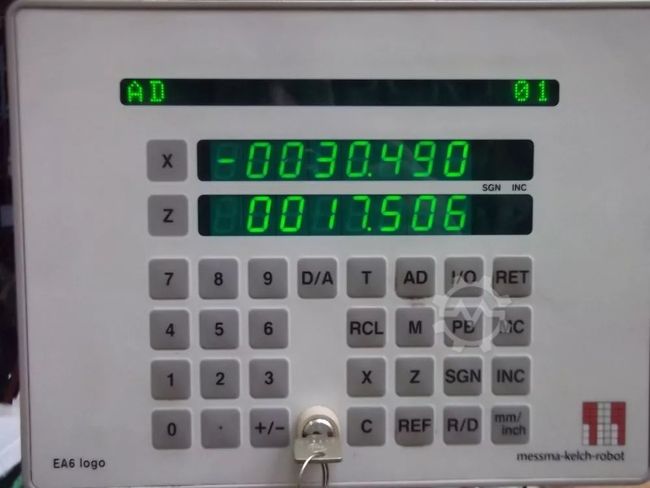 AD 01
X -0030.490
SGN INC
Z 0017.506
7 8 9 D/A T AD I/O RET
4 5 6 RCL M PB MC
1 2 3 X Z SGN INC
0 . +/- C REF R/D mm/
inch
EA6 logo
messma-kelch-robot